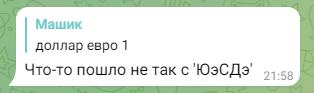 Машик
доллар евро 1
Что-то пошло не так с 'ЮэСДэ'
21:58